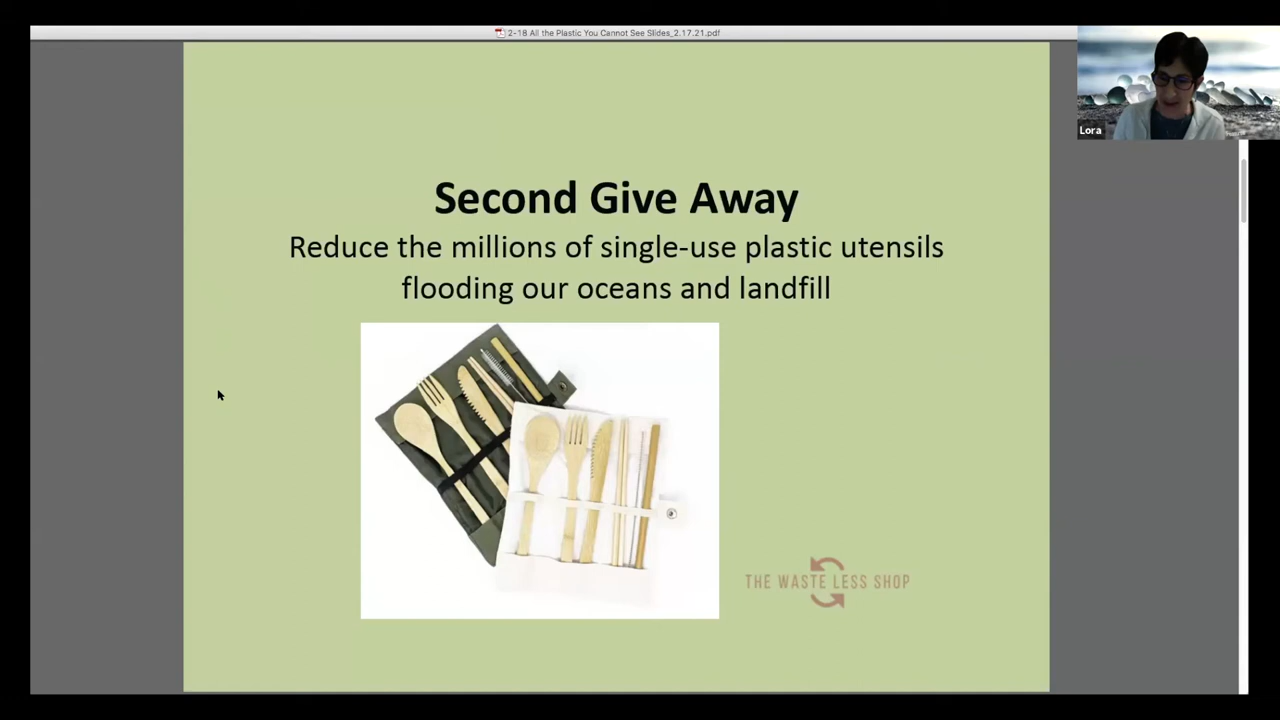 2-18 All the Plastic You Cannot See Slides_2.17.21.pdf
Lora
Second Give Away
Reduce the millions of single-use plastic utensils
flooding our oceans and landfill
THE WASTE LESS SHOP